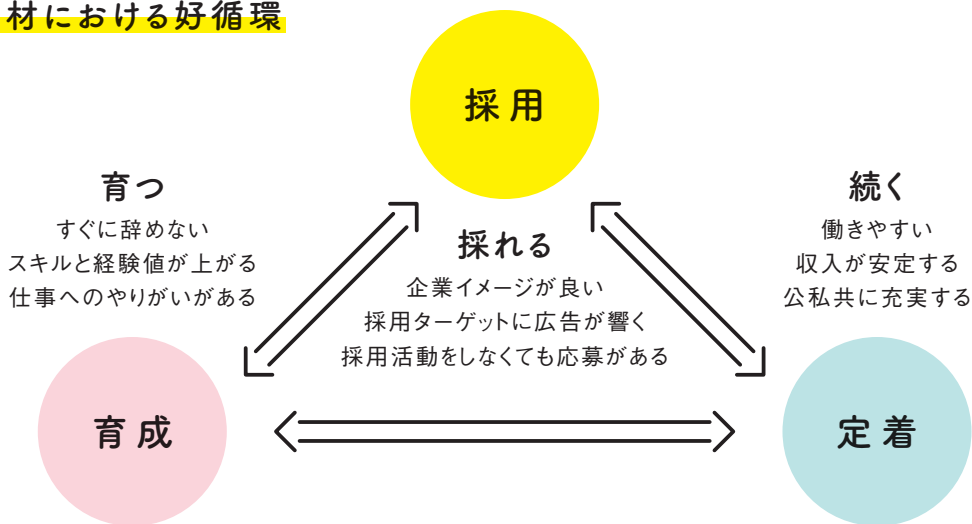 材における好循環
採用
育つ
すぐに辞めない
スキルと経験値が上がる
仕事へのやりがいがある
採れる
企業イメージが良い
採用ターゲットに広告が響く
採用活動をしなくても応募がある
続く
働きやすい
収入が安定する
公私共に充実する
育成
定着